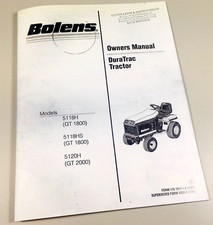 Bolens
Owners Manual
DuraTrac
Tractor
Models
5118H
(GT 1800)
5118HS
(GT 1800)
5120H
(GT 2000)